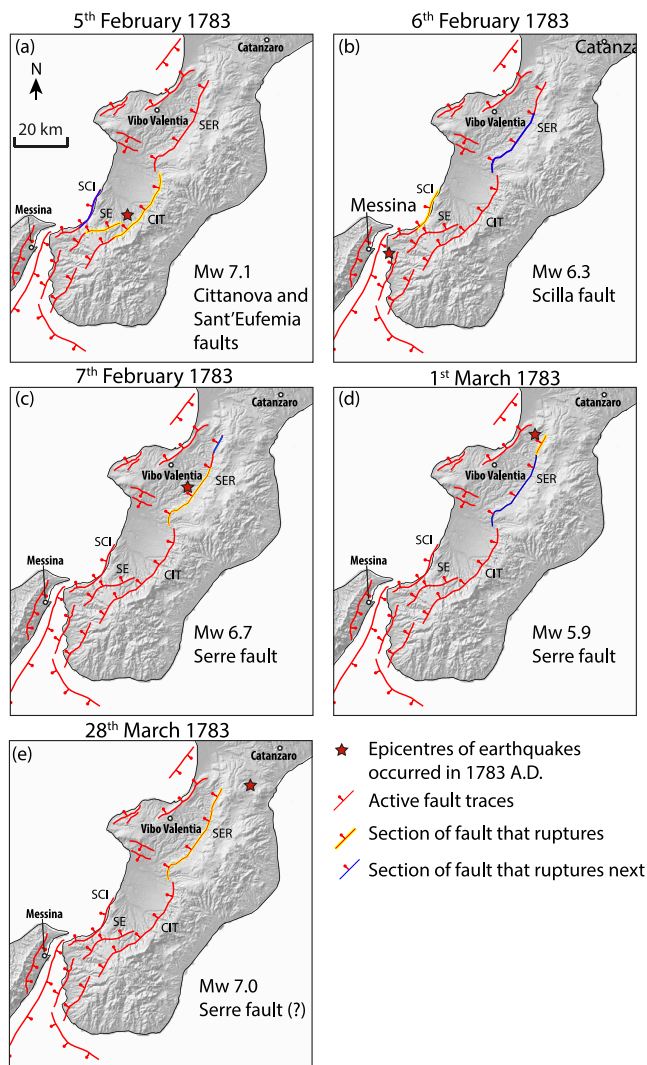 5th February 1783
(a)
Catanzaro
N
20 km
Vibo Valentia
SER
SCI
Messina
SE
CIT
Mw 7.1
Cittanova and
Sant'Eufemia
faults
6th February 1783
(b)
Catanza
Vibo Valentia
SER
SCI
Messina
SE
CIT
Mw 6.3
Scilla fault
7th February 1783
(c)
Catanzaro
Vibo Valentia
SER
SCI
Messina
SE
CIT
Mw 6.7
Serre fault
1st March 1783
(d)
Catanzaro
Vibo Valentia
SER
SCI
Messina
SE
CIT
Mw 5.9
Serre fault
28th March 1783
(e)
Catanzaro
Vibo Valentia
SER
SCI
Messina
SE
CIT
Mw 7.0
Serre fault (?)
Epicentres of earthquakes
occurred in 1783 A.D.
Active fault traces
Section of fault that ruptures
Section of fault that ruptures next